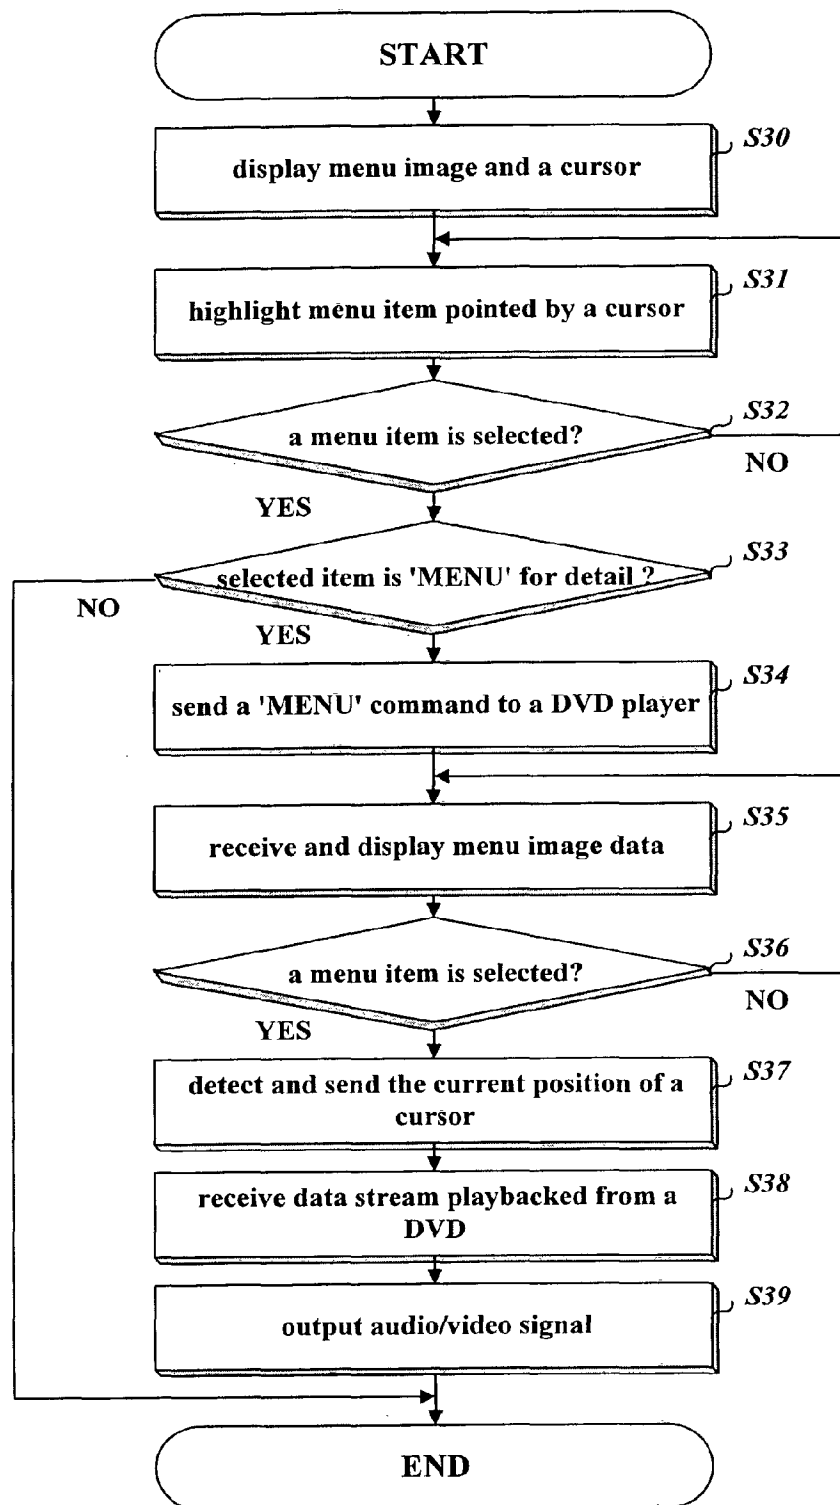 START
S30
display menu image and a cursor
S31
highlight menu item pointed by a cursor
S32
a menu item is selected?
NO
YES
S33
selected item is 'MENU' for detail ?
NO
YES
S34
send a 'MENU' command to a DVD player
S35
receive and display menu image data
S36
a menu item is selected?
NO
YES
S37
detect and send the current position of a
cursor
S38
receive data stream playbacked from a
DVD
S39
output audio/video signal
END